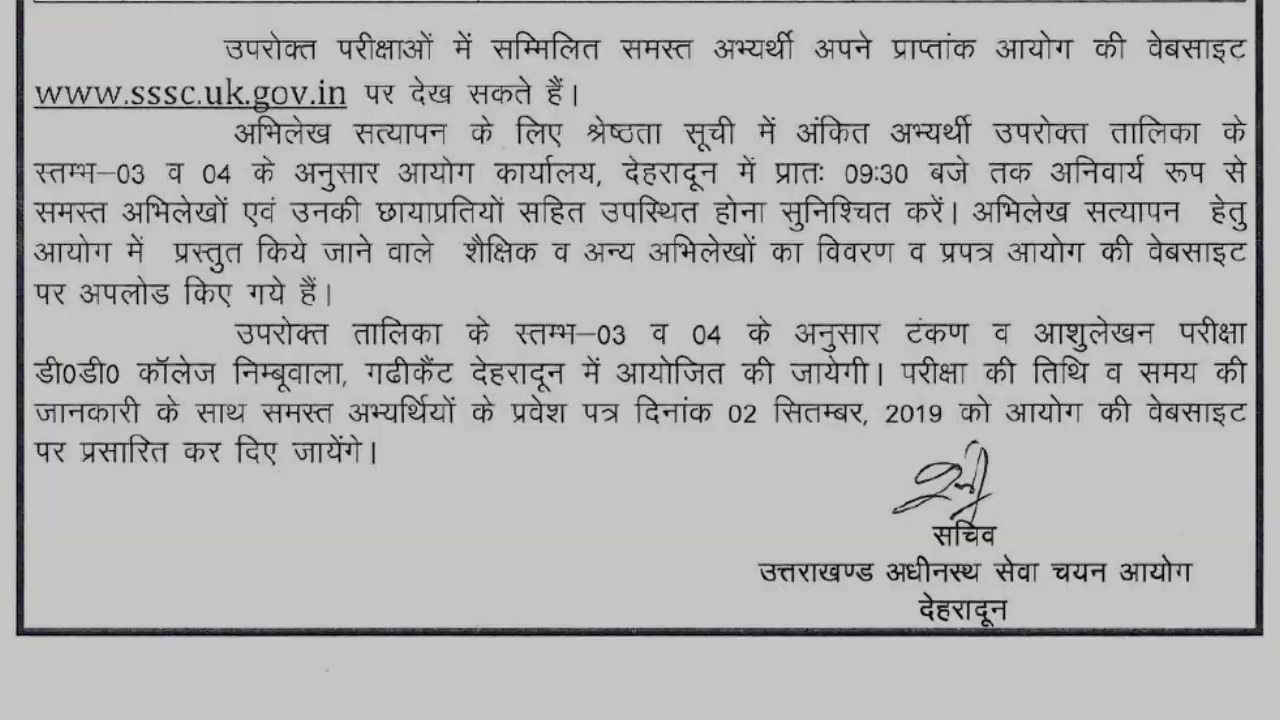 उपरोक्त परीक्षाओं में सम्मिलित समस्त अभ्यर्थी अपने प्राप्तांक आयोग की वेबसाइट
www.sssc.uk.gov.in पर देख सकते हैं।
अभिलेख सत्यापन के लिए श्रेष्ठता सूची में अंकित अभ्यर्थी उपरोक्त तालिका के
स्तम्भ–03 व 04 के अनुसार आयोग कार्यालय, देहरादून में प्रातः 09:30 बजे तक अनिवार्य रूप से
समस्त अभिलेखों एवं उनकी छायाप्रतियों सहित उपस्थित होना सुनिश्चित करें। अभिलेख सत्यापन हेतु
आयोग में प्रस्तुत किये जाने वाले शैक्षिक व अन्य अभिलेखों का विवरण व प्रपत्र आयोग की वेबसाइट
पर अपलोड किए गये हैं।
उपरोक्त तालिका के स्तम्भ–03 व 04 के अनुसार टंकण व आशुलेखन परीक्षा
डी0डी0 कॉलेज निम्बूवाला, गढीकैंट देहरादून में आयोजित की जायेगी। परीक्षा की तिथि व समय की
जानकारी के साथ समस्त अभ्यर्थियों के प्रवेश पत्र दिनांक 02 सितम्बर, 2019 को आयोग की वेबसाइट
पर प्रसारित कर दिए जायेंगे।
सचिव
उत्तराखण्ड अधीनस्थ सेवा चयन आयोग
देहरादून